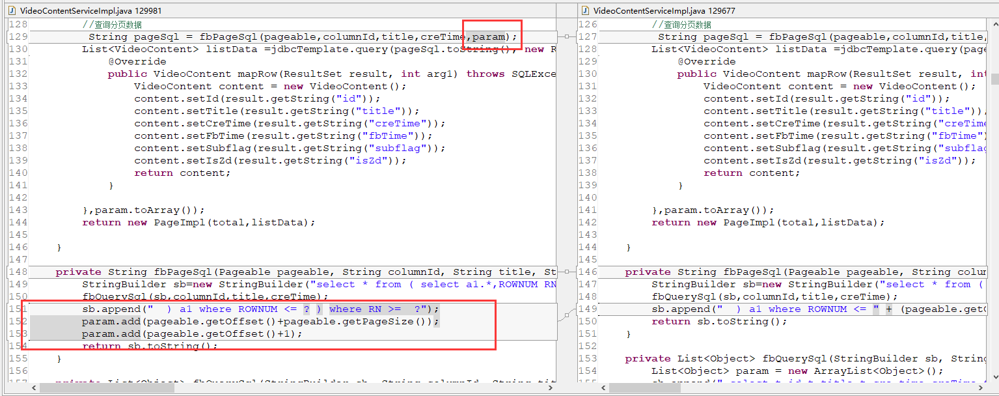 VideoContentServiceImpl.java 129981
128 //查询分页数据
129 String pageSql = fbPageSql(pageable,columnId,title,creTime,param);
130 List<VideoContent> listData =jdbcTemplate.query(pageSql.toString(), new R
131 @Override
132 public VideoContent mapRow(ResultSet result, int arg1) throws SQLExce
133 VideoContent content = new VideoContent();
134 content.setId(result.getString("id"));
135 content.setTitle(result.getString("title"));
136 content.setCreTime(result.getString("creTime"));
137 content.setFbTime(result.getString("fbTime"));
138 content.setSubflag(result.getString("subflag"));
139 content.setIsZd(result.getString("isZd"));
140 return content;
141 }
142
143 },param.toArray());
144 return new PageImpl(total,listData);
145
146 }
147
148 private String fbPageSql(Pageable pageable, String columnId, String title, St
149 StringBuilder sb=new StringBuilder("select * from ( select a1.*,ROWNUM RN
150 fbQuerySql(sb,columnId,title,creTime);
151 sb.append("  ) a1 where ROWNUM <= ? ) where RN >=  ?");
152 param.add(pageable.getOffset()+pageable.getPageSize());
153 param.add(pageable.getOffset()+1);
154 return sb.toString();
155 }
156
157 private List<Object> fbQuerySql(StringBuilder sb, String columnId, String tit
VideoContentServiceImpl.java 129677
126 //查询分页数据
127 String pageSql = fbPageSql(pageable,columnId,title,
128 List<VideoContent> listData =jdbcTemplate.query(page
129 @Override
130 public VideoContent mapRow(ResultSet result, int
131 VideoContent content = new VideoContent();
132 content.setId(result.getString("id"));
133 content.setTitle(result.getString("title"));
134 content.setCreTime(result.getString("creTime
135 content.setFbTime(result.getString("fbTime")
136 content.setSubflag(result.getString("subflag
137 content.setIsZd(result.getString("isZd"));
138 return content;
139 }
140
141 },param.toArray());
142 return new PageImpl(total,listData);
143
144 }
145
146 private String fbPageSql(Pageable pageable, String colum
147 StringBuilder sb=new StringBuilder("select * from (
148 fbQuerySql(sb,columnId,title,creTime);
149 sb.append("  ) a1 where ROWNUM <= " + (pageable.getO
150 return sb.toString();
151 }
152
153 private List<Object> fbQuerySql(StringBuilder sb, String
154 List<Object> param = new ArrayList<Object>();